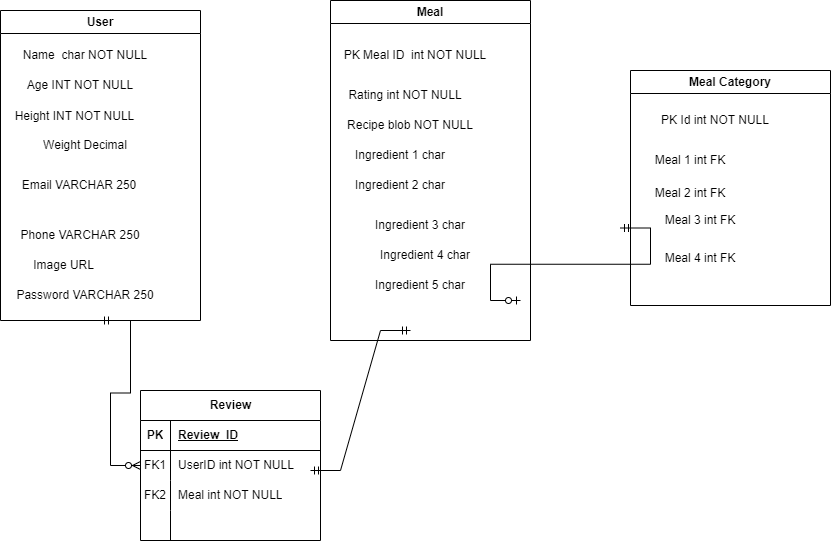 User
Name  char NOT NULL
Age INT NOT NULL
Height INT NOT NULL
Weight Decimal
Email VARCHAR 250
Phone VARCHAR 250
Image URL
Password VARCHAR 250
Meal
PK Meal ID  int NOT NULL
Rating int NOT NULL
Recipe blob NOT NULL
Ingredient 1 char
Ingredient 2 char
Ingredient 3 char
Ingredient 4 char
Ingredient 5 char
Meal Category
PK Id int NOT NULL
Meal 1 int FK
Meal 2 int FK
Meal 3 int FK
Meal 4 int FK
Review
PK Review_ID
FK1 UserID int NOT NULL
FK2 Meal int NOT NULL